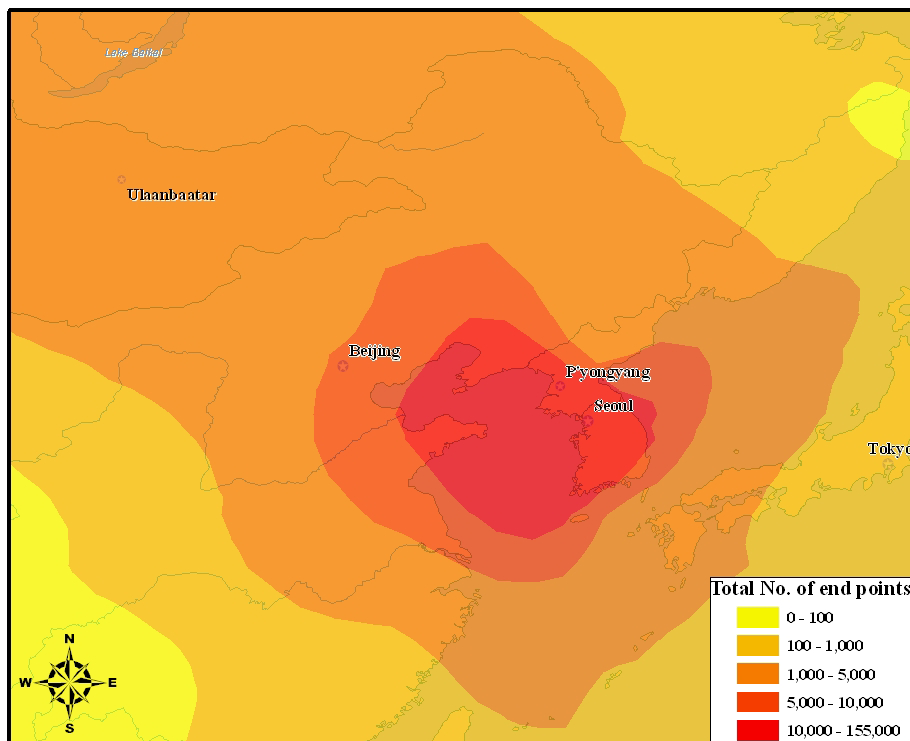 Lake Baikal
Ulaanbaatar
Beijing
P'yongyang
Seoul
Tokyo
Total No. of end points
0 - 100
100 - 1,000
1,000 - 5,000
5,000 - 10,000
10,000 - 155,000
N
W E
S